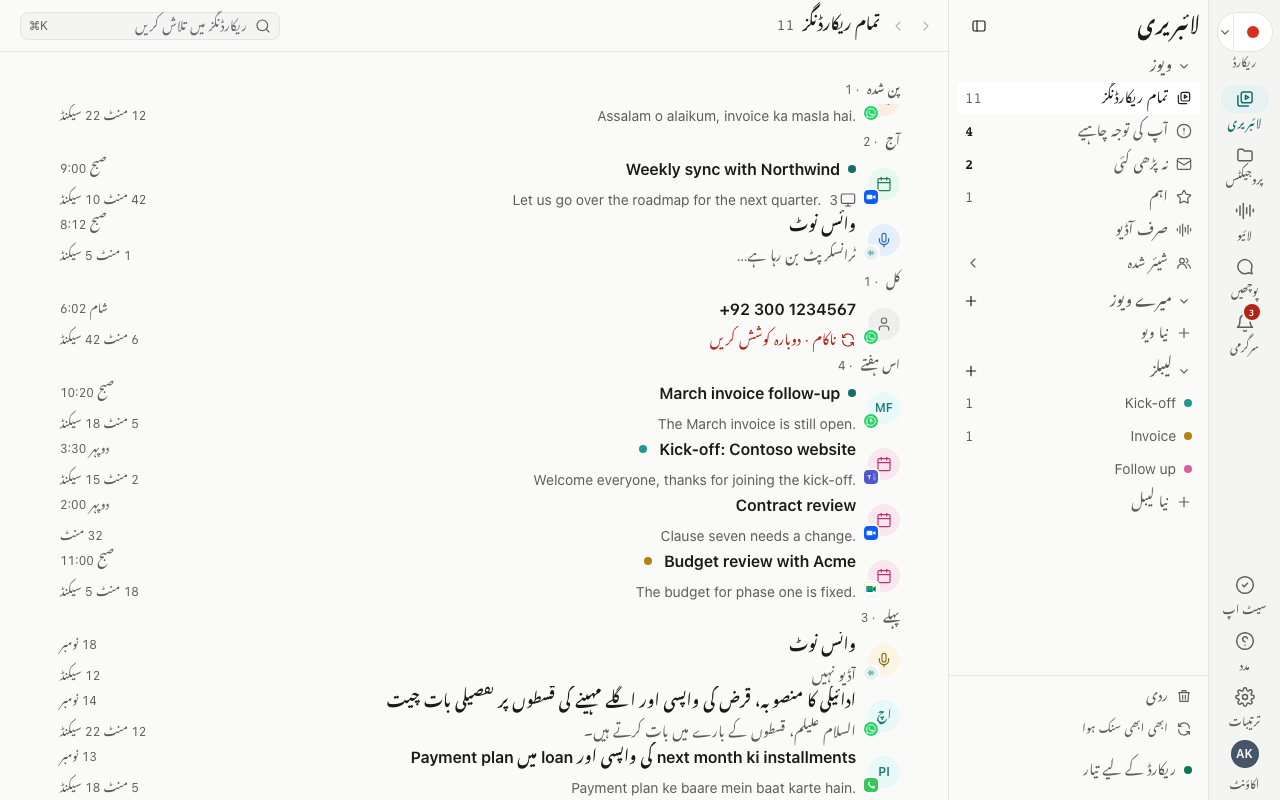 ریکارڈ
لائبریری
پروجیکٹس
لائیو
پوچھیں
3
سرگرمی
سیٹ اپ
مدد
ترتیبات
AK
اکاؤنٹ
لائبریری
ویوز
تمام ریکارڈنگز 11
آپ کی توجہ چاہیے 4
نہ پڑھی گئی 2
اہم 1
صرف آڈیو
شیئر شدہ
میرے ویوز
نیا ویو
لیبلز
Kick-off 1
Invoice 1
Follow up
نیا لیبل
ردی
ابھی ابھی سنک ہوا
ریکارڈ کے لیے تیار
تمام ریکارڈنگز 11
ریکارڈنگز میں تلاش کریں ⌘K
پن شدہ · 1
Assalam o alaikum, invoice ka masla hai.
12 منٹ 22 سیکنڈ
آج · 2
Weekly sync with Northwind
9:00 صبح
3 Let us go over the roadmap for the next quarter.
42 منٹ 10 سیکنڈ
وائس نوٹ
8:12 صبح
ٹرانسکرپٹ بن رہا ہے…
1 منٹ 5 سیکنڈ
کل · 1
+92 300 1234567
6:02 شام
ناکام · دوبارہ کوشش کریں
6 منٹ 42 سیکنڈ
اس ہفتے · 4
MF
March invoice follow-up
10:20 صبح
The March invoice is still open.
5 منٹ 18 سیکنڈ
Kick-off: Contoso website
3:30 دوپہر
Welcome everyone, thanks for joining the kick-off.
2 منٹ 15 سیکنڈ
Contract review
2:00 دوپہر
Clause seven needs a change.
32 منٹ
Budget review with Acme
11:00 صبح
The budget for phase one is fixed.
18 منٹ 5 سیکنڈ
پہلے · 3
وائس نوٹ
18 نومبر
آڈیو نہیں
12 سیکنڈ
اچ
ادائیگی کا منصوبہ، قرض کی واپسی اور اگلے مہینے کی قسطوں پر تفصیلی بات چیت
14 نومبر
السلام علیکم، قسطوں کے بارے میں بات کرتے ہیں۔
12 منٹ 22 سیکنڈ
PI
Payment plan میں loan کی واپسی اور next month ki installments
13 نومبر
Payment plan ke baare mein baat karte hain.
5 منٹ 18 سیکنڈ